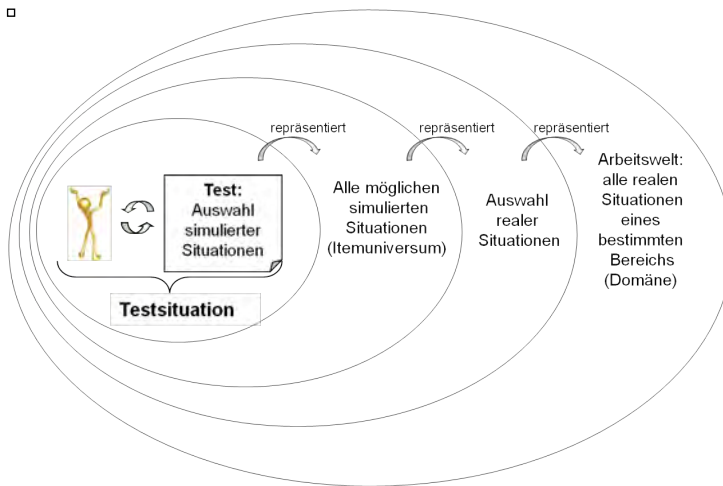 repräsentiert
repräsentiert
repräsentiert
Test:
Auswahl
simulierter
Situationen
Testsituation
Alle möglichen
simulierten
Situationen
(Itemuniversum)
Auswahl
realer
Situationen
Arbeitswelt:
alle realen
Situationen
eines
bestimmten
Bereichs
(Domäne)